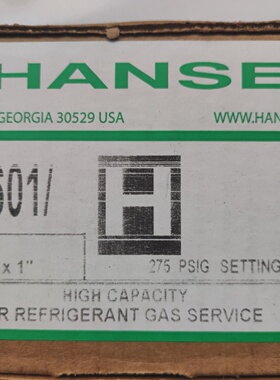 HANSE
GEORGIA 30529 USA
WWW.HAN
601/
H
x 1"
275 PSIG SETTING
HIGH CAPACITY
R REFRIGERANT GAS SERVICE